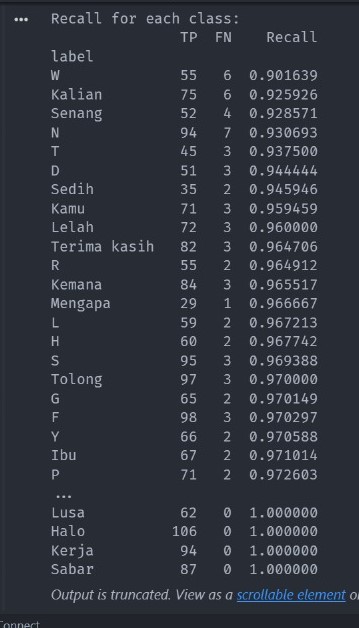 ... Recall for each class:
TP FN Recall
label
W 55 6 0.901639
Kalian 75 6 0.925926
Senang 52 4 0.928571
N 94 7 0.930693
T 45 3 0.937500
D 51 3 0.944444
Sedih 35 2 0.945946
Kamu 71 3 0.959459
Lelah 72 3 0.960000
Terima kasih 82 3 0.964706
R 55 2 0.964912
Kemana 84 3 0.965517
Mengapa 29 1 0.966667
L 59 2 0.967213
H 60 2 0.967742
S 95 3 0.969388
Tolong 97 3 0.970000
G 65 2 0.970149
F 98 3 0.970297
Y 66 2 0.970588
Ibu 67 2 0.971014
P 71 2 0.972603
...
Lusa 62 0 1.000000
Halo 106 0 1.000000
Kerja 94 0 1.000000
Sabar 87 0 1.000000
Output is truncated. View as a scrollable element
Connect